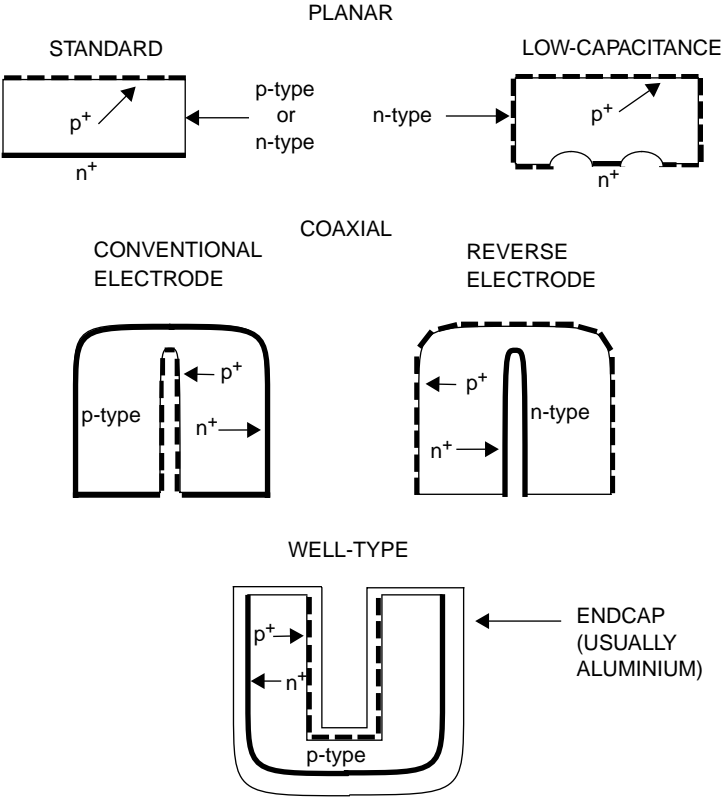 PLANAR
STANDARD
LOW-CAPACITANCE
p+
p-type
or
n-type
n-type
p+
n+
n+
COAXIAL
CONVENTIONAL
ELECTRODE
REVERSE
ELECTRODE
p+
p-type
n+
p+
n-type
n+
WELL-TYPE
p+
n+
p-type
ENDCAP
(USUALLY
ALUMINIUM)